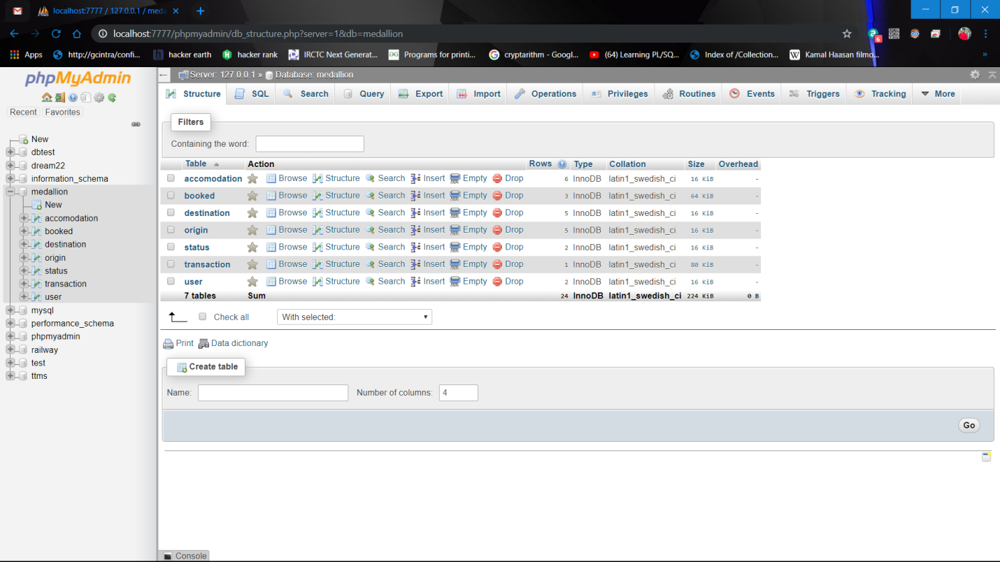 localhost:7777 / 127.0.0.1 / meda
localhost:7777/phpmyadmin/db_structure.php?server=1&db=medallion
6
Apps http://gcintra/confi... hacker earth hacker rank IRCTC Next Generat... Programs for printi... cryptarithm - Googl... (64) Learning PL/SQ... Index of /Collection... Kamal Haasan filmo...
phpMyAdmin
Recent Favorites
New
dbtest
dream22
information_schema
medallion
New
accomodation
booked
destination
origin
status
transaction
user
mysql
performance_schema
phpmyadmin
railway
test
ttms
Server: 127.0.0.1 » Database: medallion
Structure SQL Search Query Export Import Operations Privileges Routines Events Triggers Tracking More
Filters
Containing the word:
Table Action Rows Type Collation Size Overhead
accomodation Browse Structure Search Insert Empty Drop 6 InnoDB latin1_swedish_ci 16 KiB -
booked Browse Structure Search Insert Empty Drop 3 InnoDB latin1_swedish_ci 64 KiB -
destination Browse Structure Search Insert Empty Drop 5 InnoDB latin1_swedish_ci 16 KiB -
origin Browse Structure Search Insert Empty Drop 5 InnoDB latin1_swedish_ci 16 KiB -
status Browse Structure Search Insert Empty Drop 2 InnoDB latin1_swedish_ci 16 KiB -
transaction Browse Structure Search Insert Empty Drop 1 InnoDB latin1_swedish_ci 80 KiB -
user Browse Structure Search Insert Empty Drop 2 InnoDB latin1_swedish_ci 16 KiB -
7 tables Sum 24 InnoDB latin1_swedish_ci 224 KiB 0 B
Check all With selected:
Print Data dictionary
Create table
Name: Number of columns: 4
Go
Console